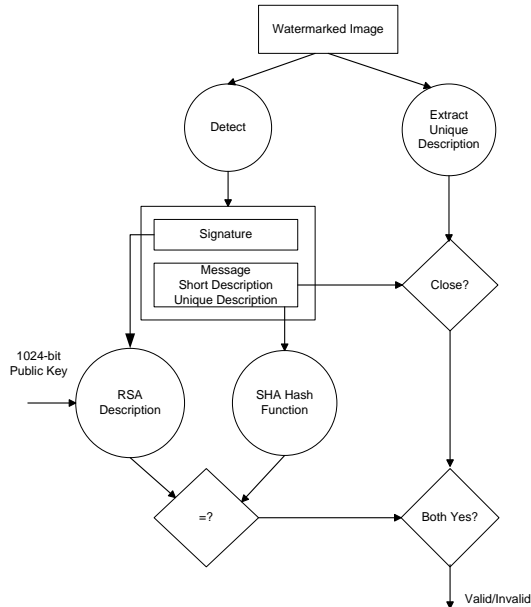 Watermarked Image
Detect
Extract
Unique
Description
Signature
Message
Short Description
Unique Description
Close?
1024-bit
Public Key
RSA
Description
SHA Hash
Function
=?
Both Yes?
Valid/Invalid